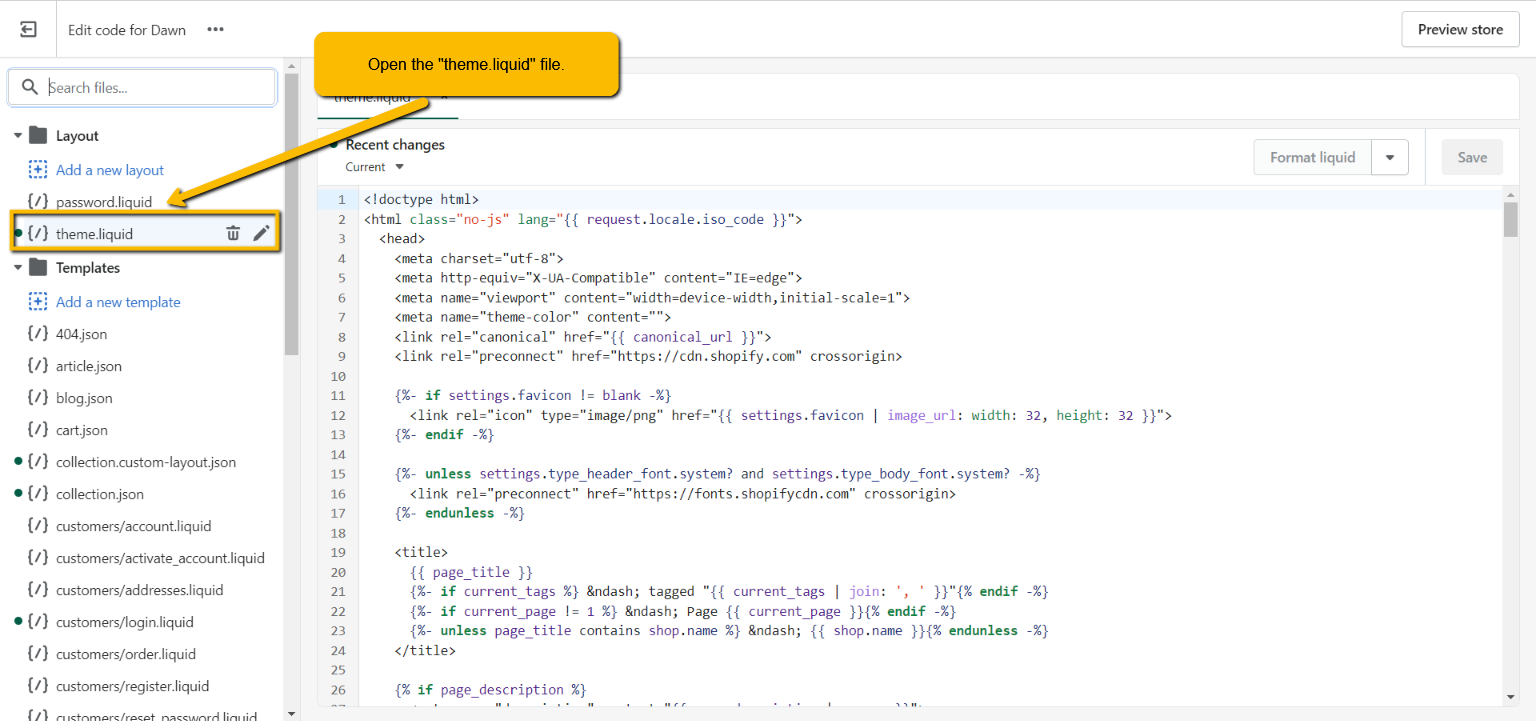 Edit code for Dawn
Preview store
Open the "theme.liquid" file.
Search files...
theme.liquid
Layout
Add a new layout
{/} password.liquid
{/} theme.liquid
Templates
Add a new template
{/} 404.json
{/} article.json
{/} blog.json
{/} cart.json
{/} collection.custom-layout.json
{/} collection.json
{/} customers/account.liquid
{/} customers/activate_account.liquid
{/} customers/addresses.liquid
{/} customers/login.liquid
{/} customers/order.liquid
{/} customers/register.liquid
{/} customers/reset_password.liquid
Recent changes
Current
Format liquid
Save
1 <!doctype html>
2 <html class="no-js" lang="{{ request.locale.iso_code }}">
3 <head>
4 <meta charset="utf-8">
5 <meta http-equiv="X-UA-Compatible" content="IE=edge">
6 <meta name="viewport" content="width=device-width,initial-scale=1">
7 <meta name="theme-color" content="">
8 <link rel="canonical" href="{{ canonical_url }}">
9 <link rel="preconnect" href="https://cdn.shopify.com" crossorigin>
10
11 {%- if settings.favicon != blank -%}
12 <link rel="icon" type="image/png" href="{{ settings.favicon | image_url: width: 32, height: 32 }}">
13 {%- endif -%}
14
15 {%- unless settings.type_header_font.system? and settings.type_body_font.system? -%}
16 <link rel="preconnect" href="https://fonts.shopifycdn.com" crossorigin>
17 {%- endunless -%}
18
19 <title>
20 {{ page_title }}
21 {%- if current_tags %} &ndash; tagged "{{ current_tags | join: ', ' }}"{% endif -%}
22 {%- if current_page != 1 %} &ndash; Page {{ current_page }}{% endif -%}
23 {%- unless page_title contains shop.name %} &ndash; {{ shop.name }}{% endunless -%}
24 </title>
25
26 {% if page_description %}